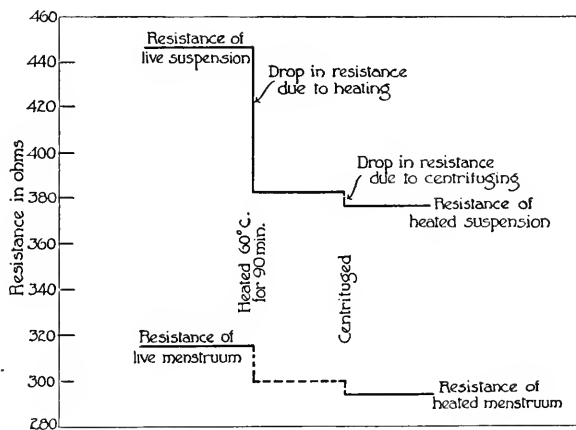 460
440
420
400
380
360
340
320
300
280
Resistance in ohms
Resistance of
live suspension
Drop in resistance
due to heating
Drop in resistance
due to centrifuging
Resistance of
heated suspension
Heated 60°C.
for 90 min.
Centrifuged
Resistance of
live menstruum
Resistance of
heated menstruum